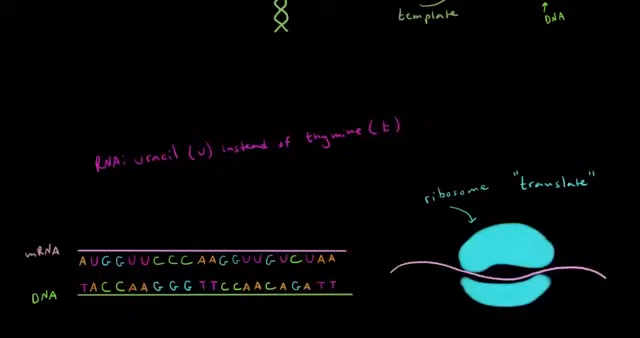 template
DNA
RNA: uracil (u) instead of thymine (t)
ribosome "translate"
mRNA
AUGGUUCCCAAGGUUGUCUAA
DNA
TACCAAGGGTTCCAACAGATT